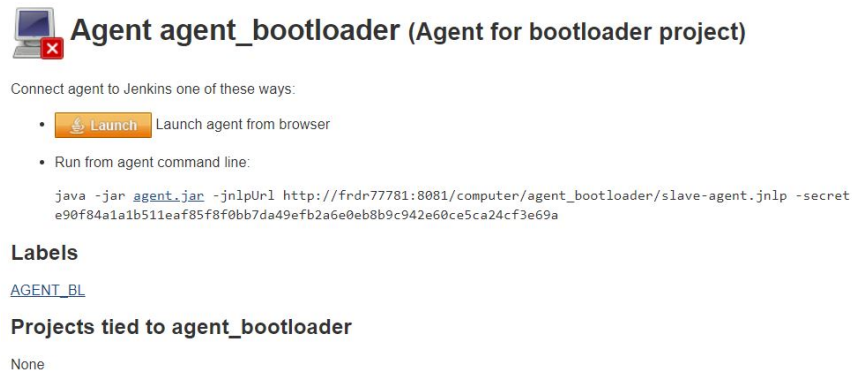 Agent agent_bootloader (Agent for bootloader project)
Connect agent to Jenkins one of these ways:
• Launch Launch agent from browser
• Run from agent command line:
java -jar agent.jar -jnlpUrl http://frdr77781:8081/computer/agent_bootloader/slave-agent.jnlp -secret
e90f84a1a1b511eaf85f8f0bb7da49efb2a6e0eb8b9c942e60ce5ca24cf3e69a
Labels
AGENT_BL
Projects tied to agent_bootloader
None